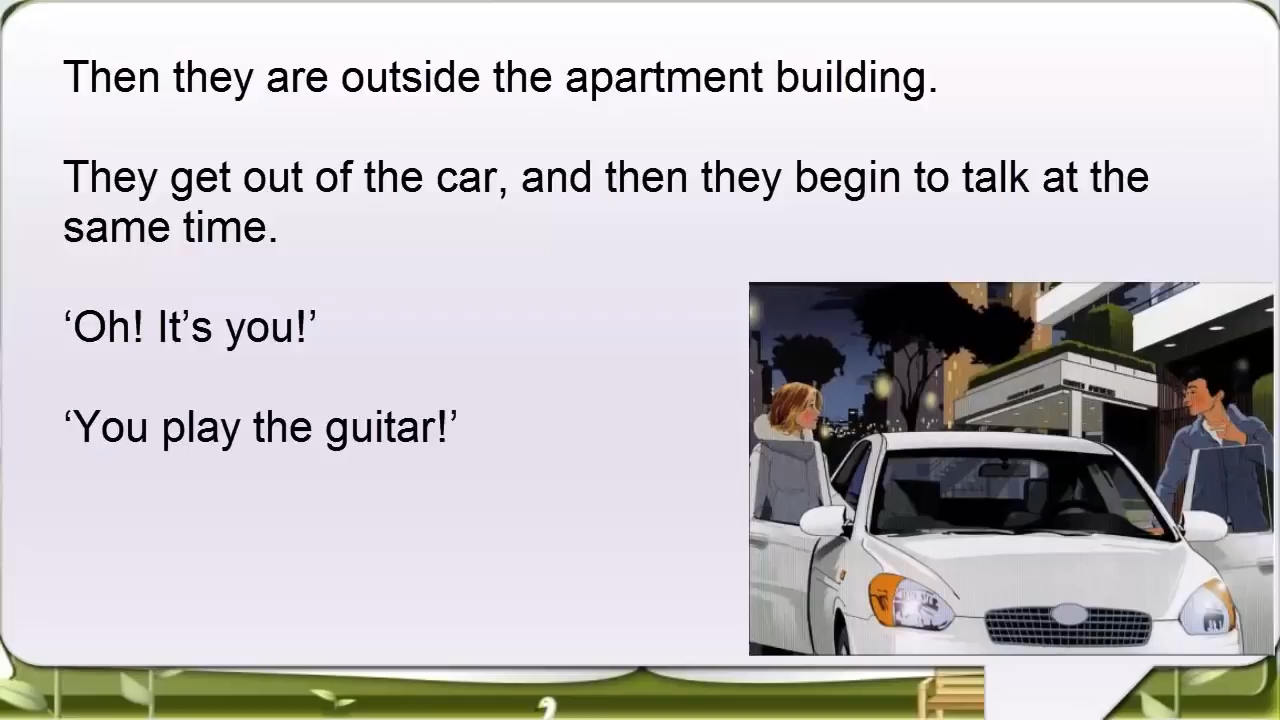 Then they are outside the apartment building.
They get out of the car, and then they begin to talk at the
same time.
‘Oh! It’s you!’
‘You play the guitar!’